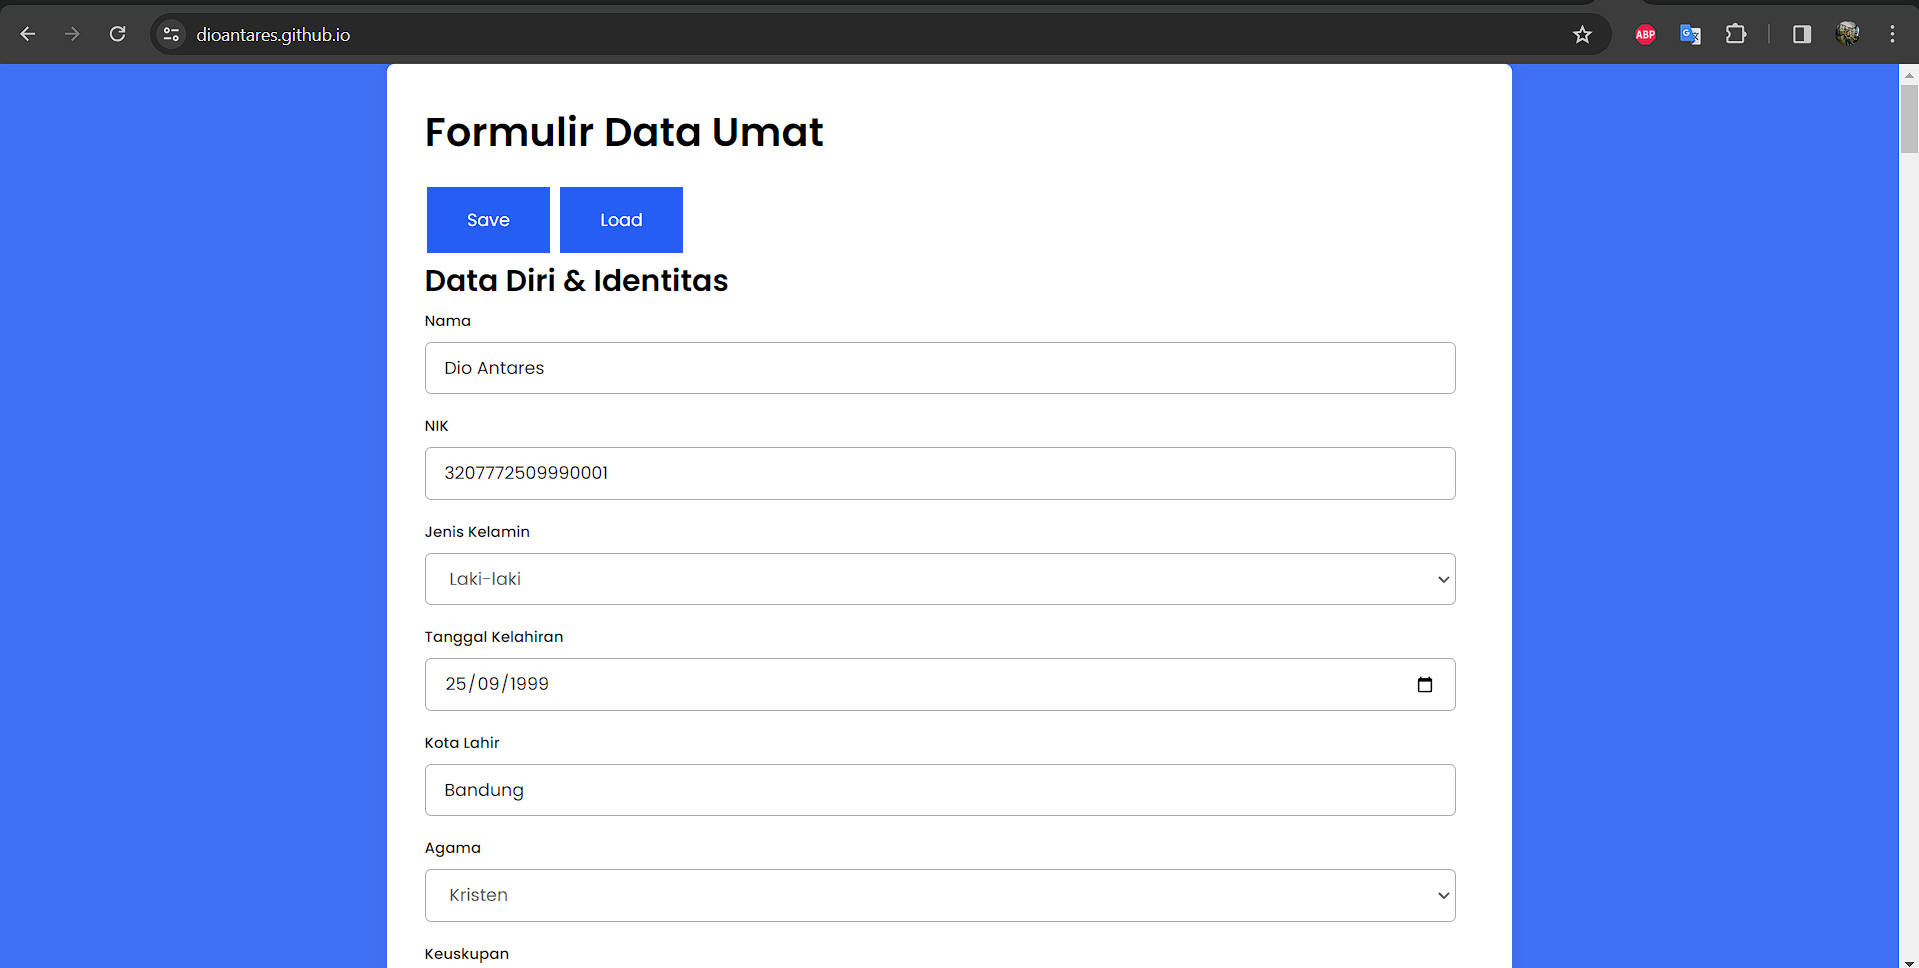 dioantares.github.io
ABP
Formulir Data Umat
Save Load
Data Diri & Identitas
Nama
Dio Antares
NIK
3207772509990001
Jenis Kelamin
Laki-laki
Tanggal Kelahiran
25/09/1999
Kota Lahir
Bandung
Agama
Kristen
Keuskupan